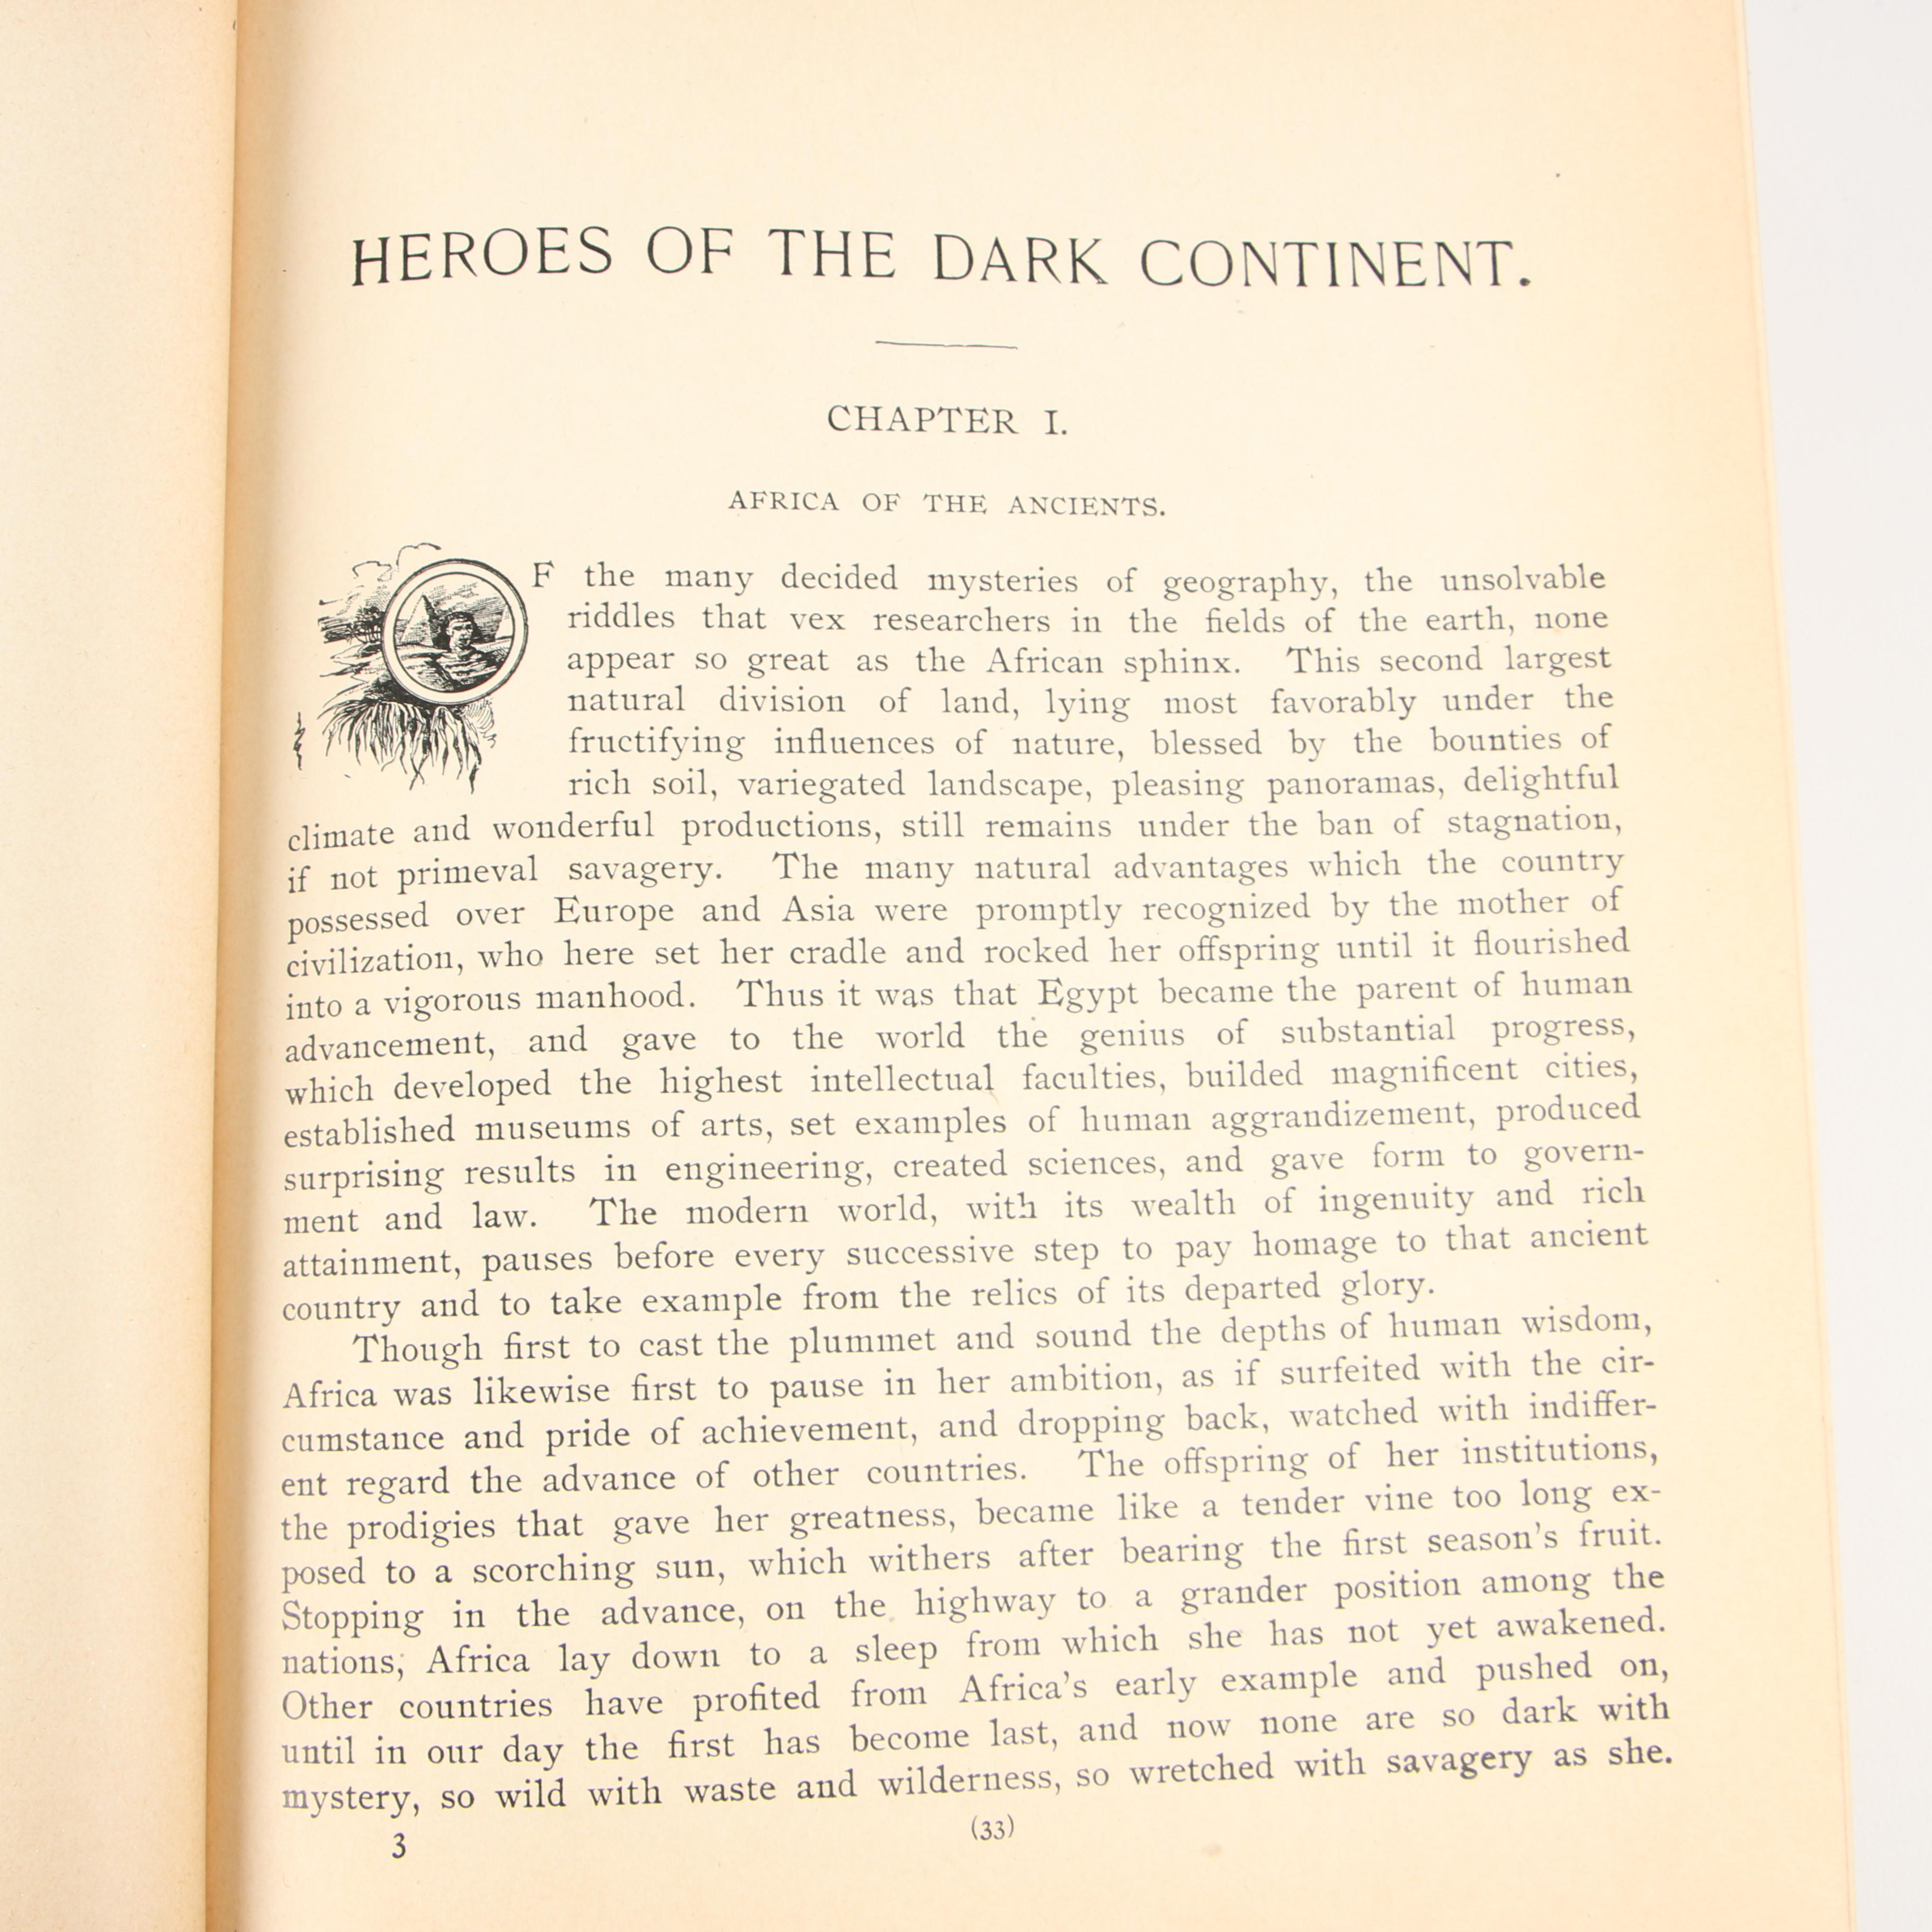 HEROES OF THE DARK CONTINENT.
CHAPTER I.
AFRICA OF THE ANCIENTS.
OF the many decided mysteries of geography, the unsolvable
riddles that vex researchers in the fields of the earth, none
appear so great as the African sphinx. This second largest
natural division of land, lying most favorably under the
fructifying influences of nature, blessed by the bounties of
rich soil, variegated landscape, pleasing panoramas, delightful
climate and wonderful productions, still remains under the ban of stagnation,
if not primeval savagery. The many natural advantages which the country
possessed over Europe and Asia were promptly recognized by the mother of
civilization, who here set her cradle and rocked her offspring until it flourished
into a vigorous manhood. Thus it was that Egypt became the parent of human
advancement, and gave to the world the genius of substantial progress,
which developed the highest intellectual faculties, builded magnificent cities,
established museums of arts, set examples of human aggrandizement, produced
surprising results in engineering, created sciences, and gave form to govern-
ment and law. The modern world, with its wealth of ingenuity and rich
attainment, pauses before every successive step to pay homage to that ancient
country and to take example from the relics of its departed glory.
Though first to cast the plummet and sound the depths of human wisdom,
Africa was likewise first to pause in her ambition, as if surfeited with the cir-
cumstance and pride of achievement, and dropping back, watched with indiffer-
ent regard the advance of other countries. The offspring of her institutions,
the prodigies that gave her greatness, became like a tender vine too long ex-
posed to a scorching sun, which withers after bearing the first season's fruit.
Stopping in the advance, on the highway to a grander position among the
nations, Africa lay down to a sleep from which she has not yet awakened.
Other countries have profited from Africa's early example and pushed on,
until in our day the first has become last, and now none are so dark with
mystery, so wild with waste and wilderness, so wretched with savagery as she.
3 (33)